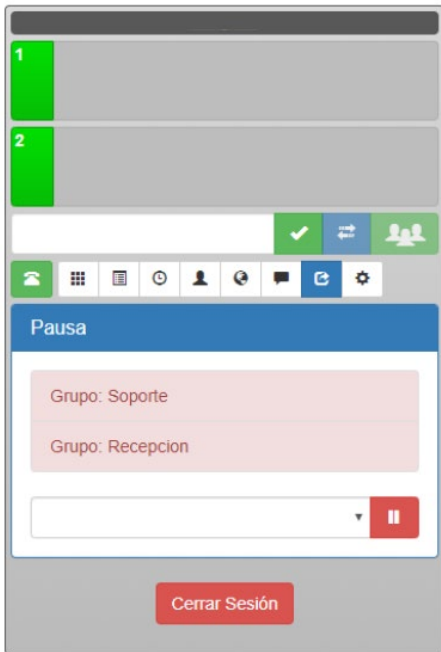 1
2
Pausa
Grupo: Soporte
Grupo: Recepcion
Cerrar Sesión